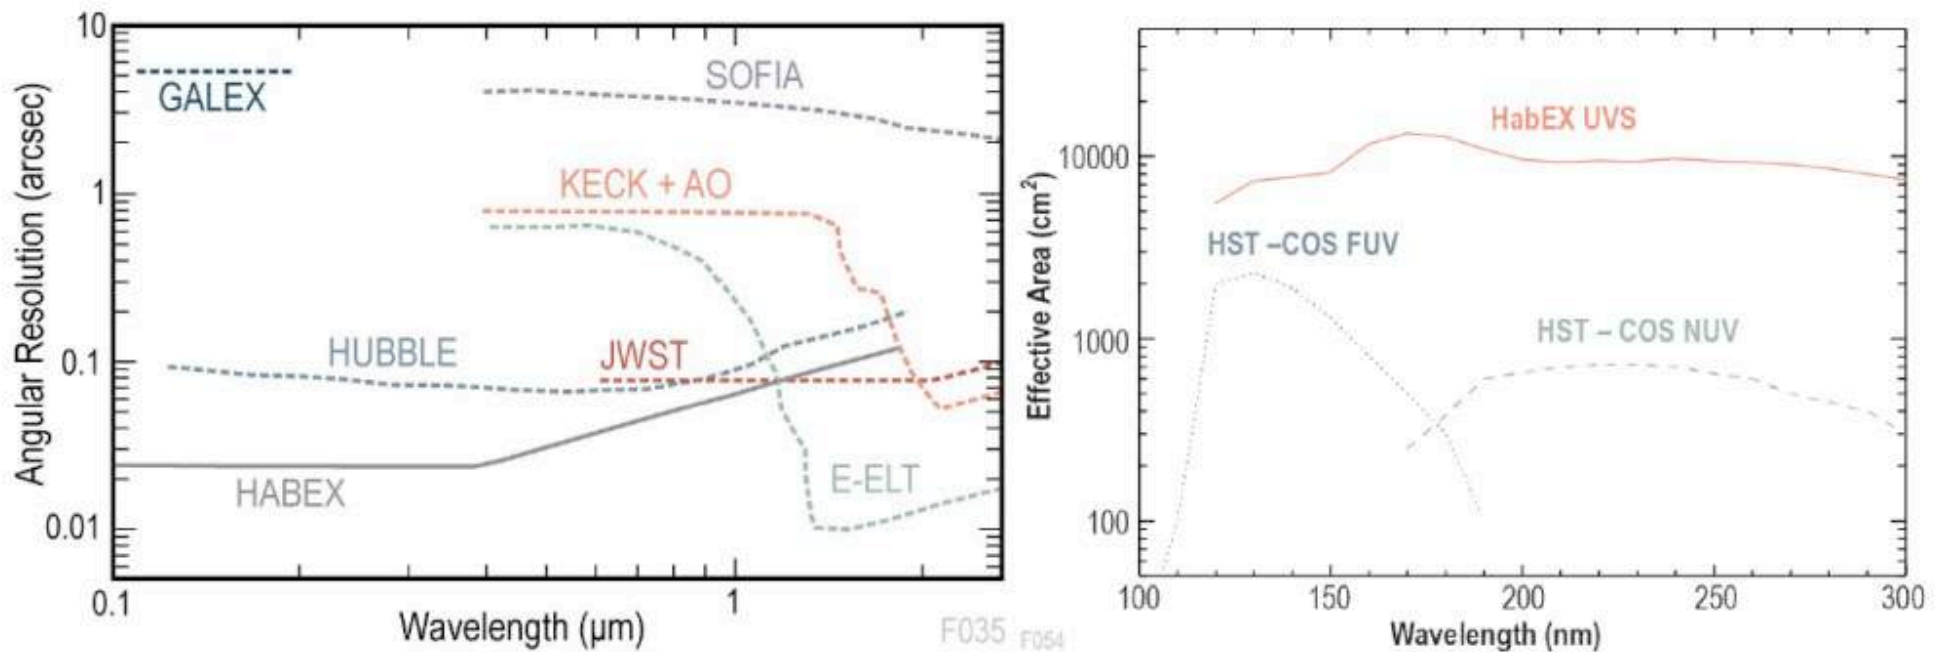 10
1
0.1
0.01
Angular Resolution (arcsec)
GALEX
SOFIA
KECK + AO
HUBBLE
JWST
HABEX
E-ELT
0.1
1
Wavelength (μm)
F035
F054
10000
1000
100
Effective Area (cm²)
HabEX UVS
HST –COS FUV
HST – COS NUV
100
150
200
250
300
Wavelength (nm)